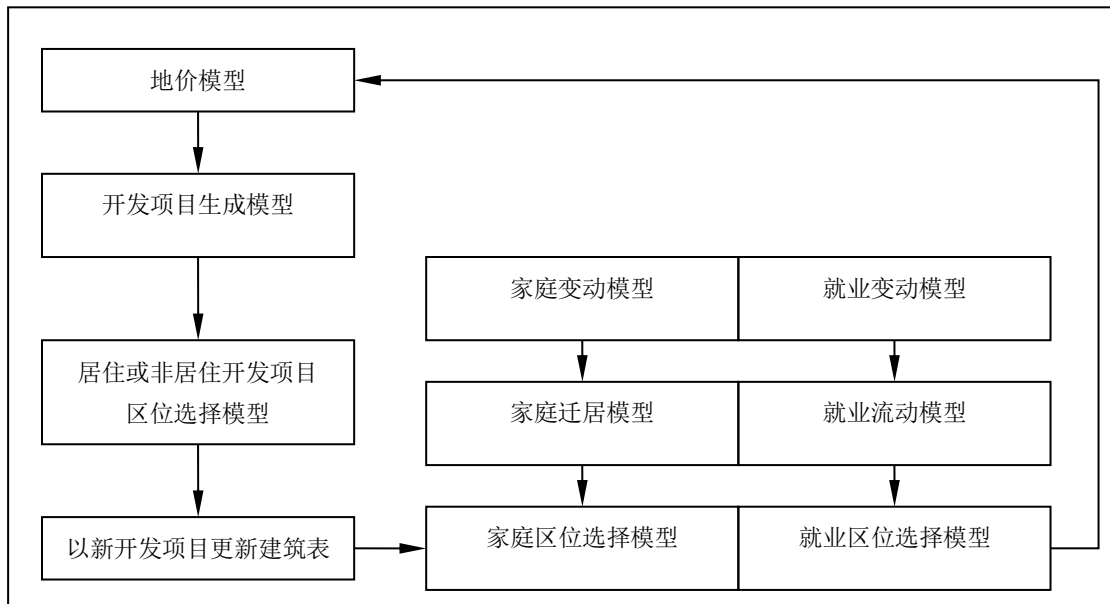 地价模型
开发项目生成模型
家庭变动模型
就业变动模型
居住或非居住开发项目
区位选择模型
家庭迁居模型
就业流动模型
以新开发项目更新建筑表
家庭区位选择模型
就业区位选择模型